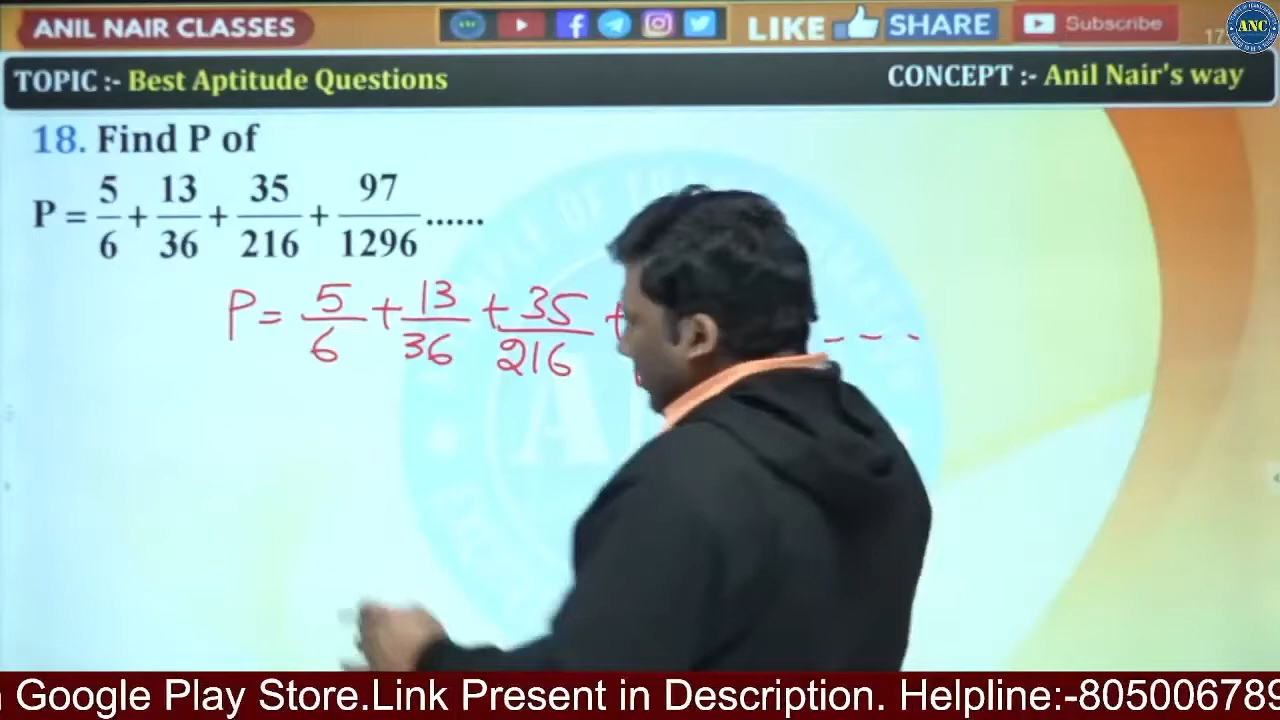 ANIL NAIR CLASSES
LIKE SHARE Subscribe
ANC
TOPIC :- Best Aptitude Questions
CONCEPT :- Anil Nair's way
18. Find P of
P = 5/6 + 13/36 + 35/216 + 97/1296 ......
P = 5/6 + 13/36 + 35/216 + - - -
Google Play Store.Link Present in Description. Helpline:-805006789